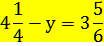 4 1/4 − y = 3 5/6